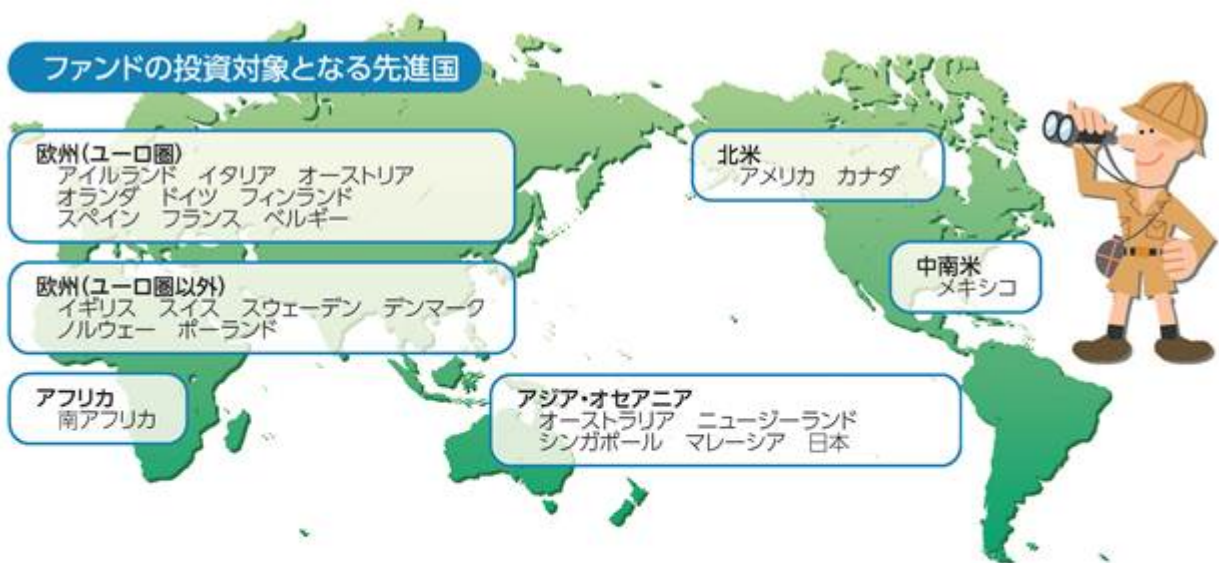 ファンドの投資対象となる先進国
欧州(ユーロ圏)
アイルランド イタリア オーストリア
オランダ ドイツ フィンランド
スペイン フランス ベルギー
欧州(ユーロ圏以外)
イギリス スイス スウェーデン デンマーク
ノルウェー ポーランド
アフリカ
南アフリカ
北米
アメリカ カナダ
中南米
メキシコ
アジア・オセアニア
オーストラリア ニュージーランド
シンガポール マレーシア 日本